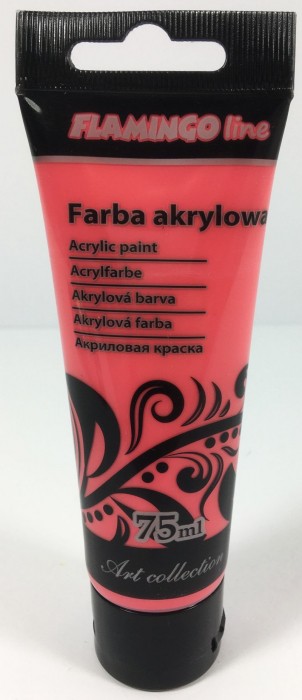 FLAMINGO line
Farba akrylowa
Acrylic paint
Acrylfarbe
Akrylová barva
Akrylová farba
Акриловая краска
75ml
Art collection